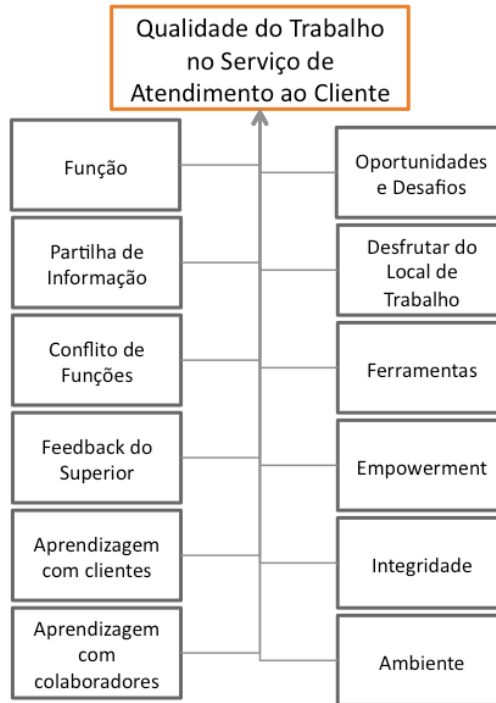 Qualidade do Trabalho
no Serviço de
Atendimento ao Cliente
Função
Partilha de
Informação
Conflito de
Funções
Feedback do
Superior
Aprendizagem
com clientes
Aprendizagem
com
colaboradores
Oportunidades
e Desafios
Desfrutar do
Local de
Trabalho
Ferramentas
Empowerment
Integridade
Ambiente